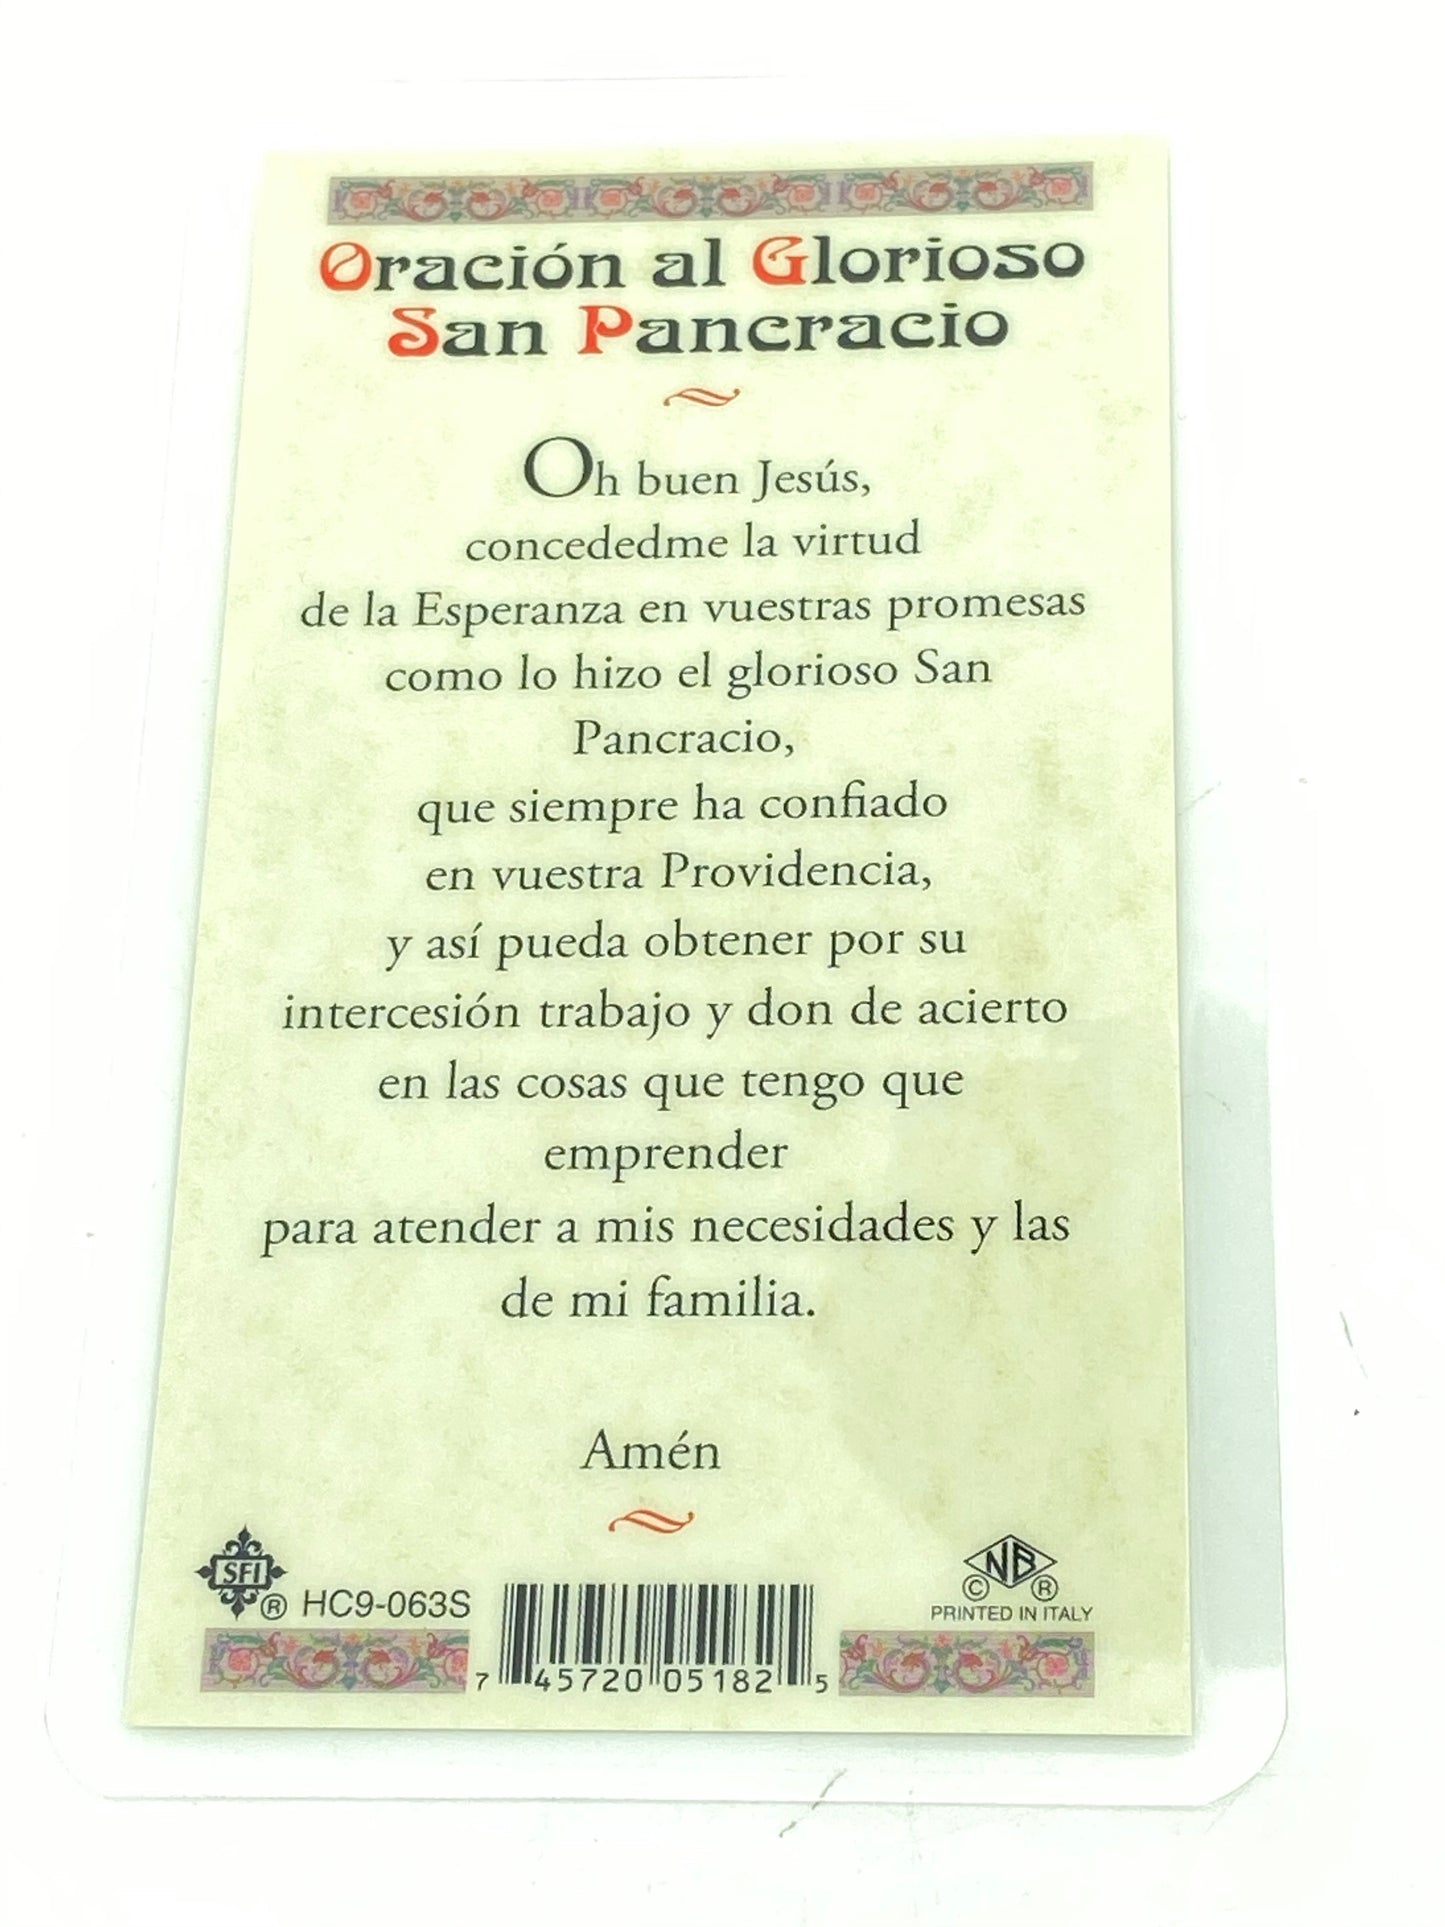 Oración al Glorioso
San Pancracio
Oh buen Jesús,
concededme la virtud
de la Esperanza en vuestras promesas
como lo hizo el glorioso San
Pancracio,
que siempre ha confiado
en vuestra Providencia,
y así pueda obtener por su
intercesión trabajo y don de acierto
en las cosas que tengo que
emprender
para atender a mis necesidades y las
de mi familia.
Amén
SFI ® HC9-063S
NB
© ®
PRINTED IN ITALY
7 45720 05182 5